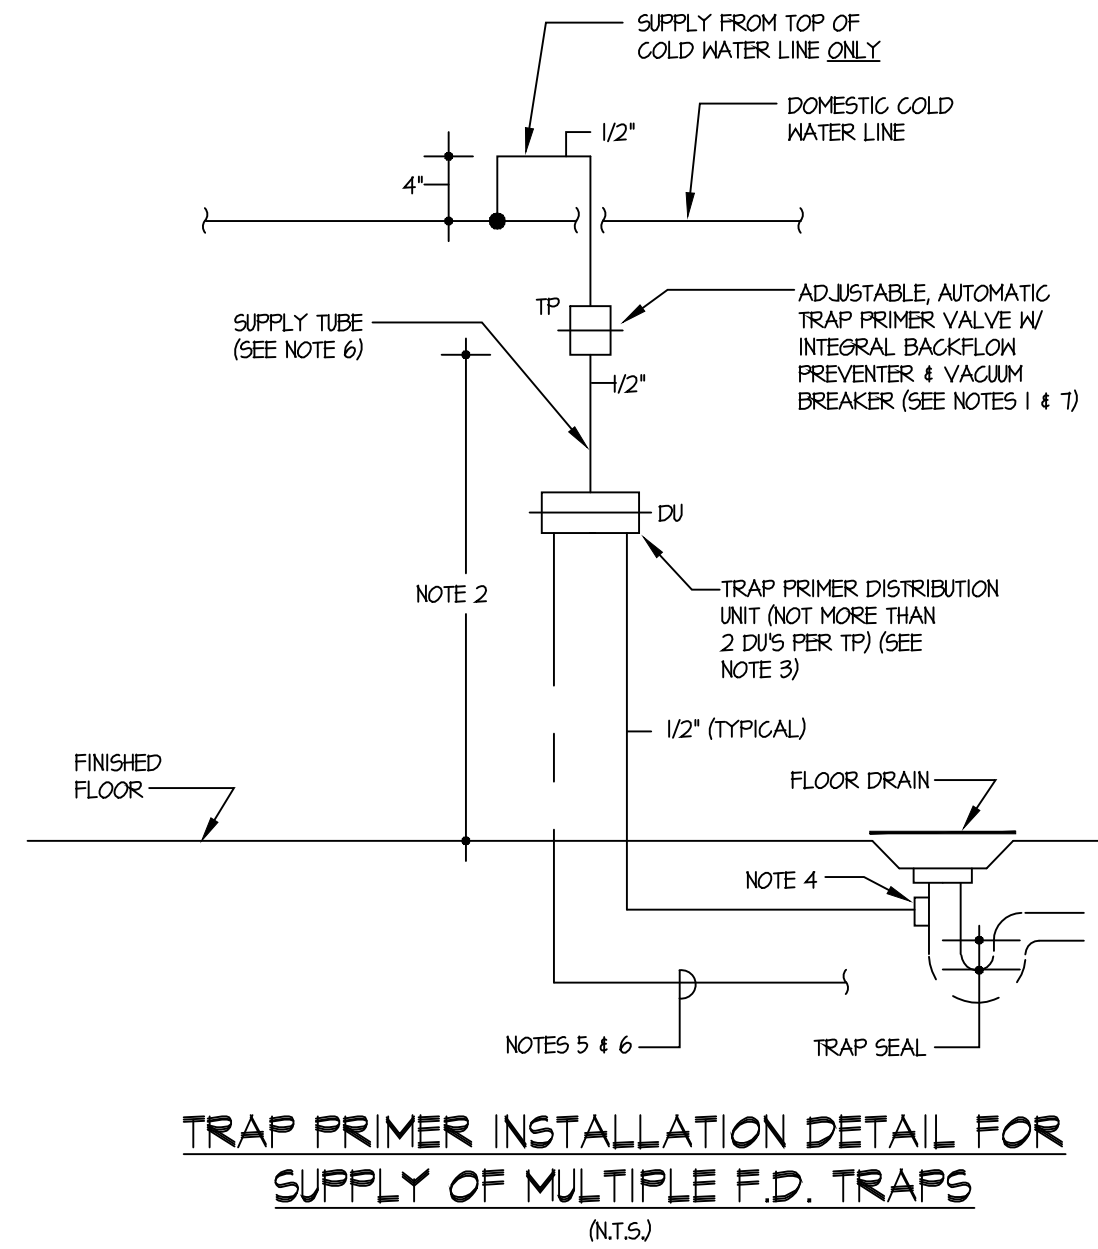 SUPPLY FROM TOP OF
COLD WATER LINE ONLY
DOMESTIC COLD
WATER LINE
1/2"
4"
TP
ADJUSTABLE, AUTOMATIC
TRAP PRIMER VALVE W/
INTEGRAL BACKFLOW
PREVENTER & VACUUM
BREAKER (SEE NOTES 1 & 7)
SUPPLY TUBE
(SEE NOTE 6)
1/2"
DU
NOTE 2
TRAP PRIMER DISTRIBUTION
UNIT (NOT MORE THAN
2 DU'S PER TP) (SEE
NOTE 3)
1/2" (TYPICAL)
FINISHED
FLOOR
FLOOR DRAIN
NOTE 4
NOTES 5 & 6
TRAP SEAL
TRAP PRIMER INSTALLATION DETAIL FOR
SUPPLY OF MULTIPLE F.D. TRAPS
(N.T.S.)